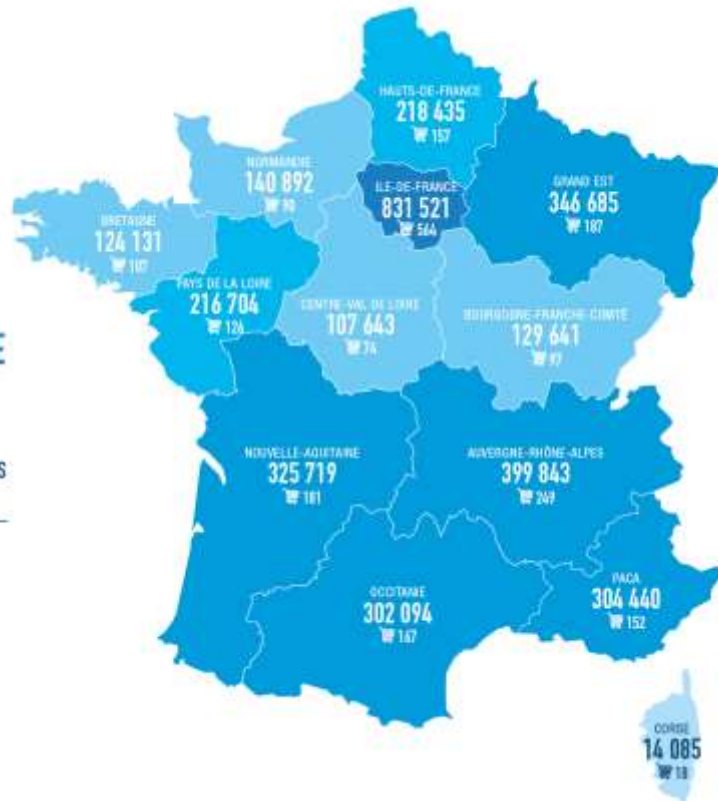 HAUTS-DE-FRANCE
218 435
157
NORMANDIE
140 892
90
ILE-DE-FRANCE
831 521
564
GRAND EST
346 685
187
BRETAGNE
124 131
107
PAYS DE LA LOIRE
216 704
126
CENTRE-VAL DE LOIRE
107 643
74
BOURGOGNE-FRANCHE-COMTÉ
129 641
97
E
NOUVELLE-AQUITAINE
325 719
181
AUVERGNE-RHÔNE-ALPES
399 843
249
S
OCCITANIE
302 094
167
PACA
304 440
152
CORSE
14 085
18